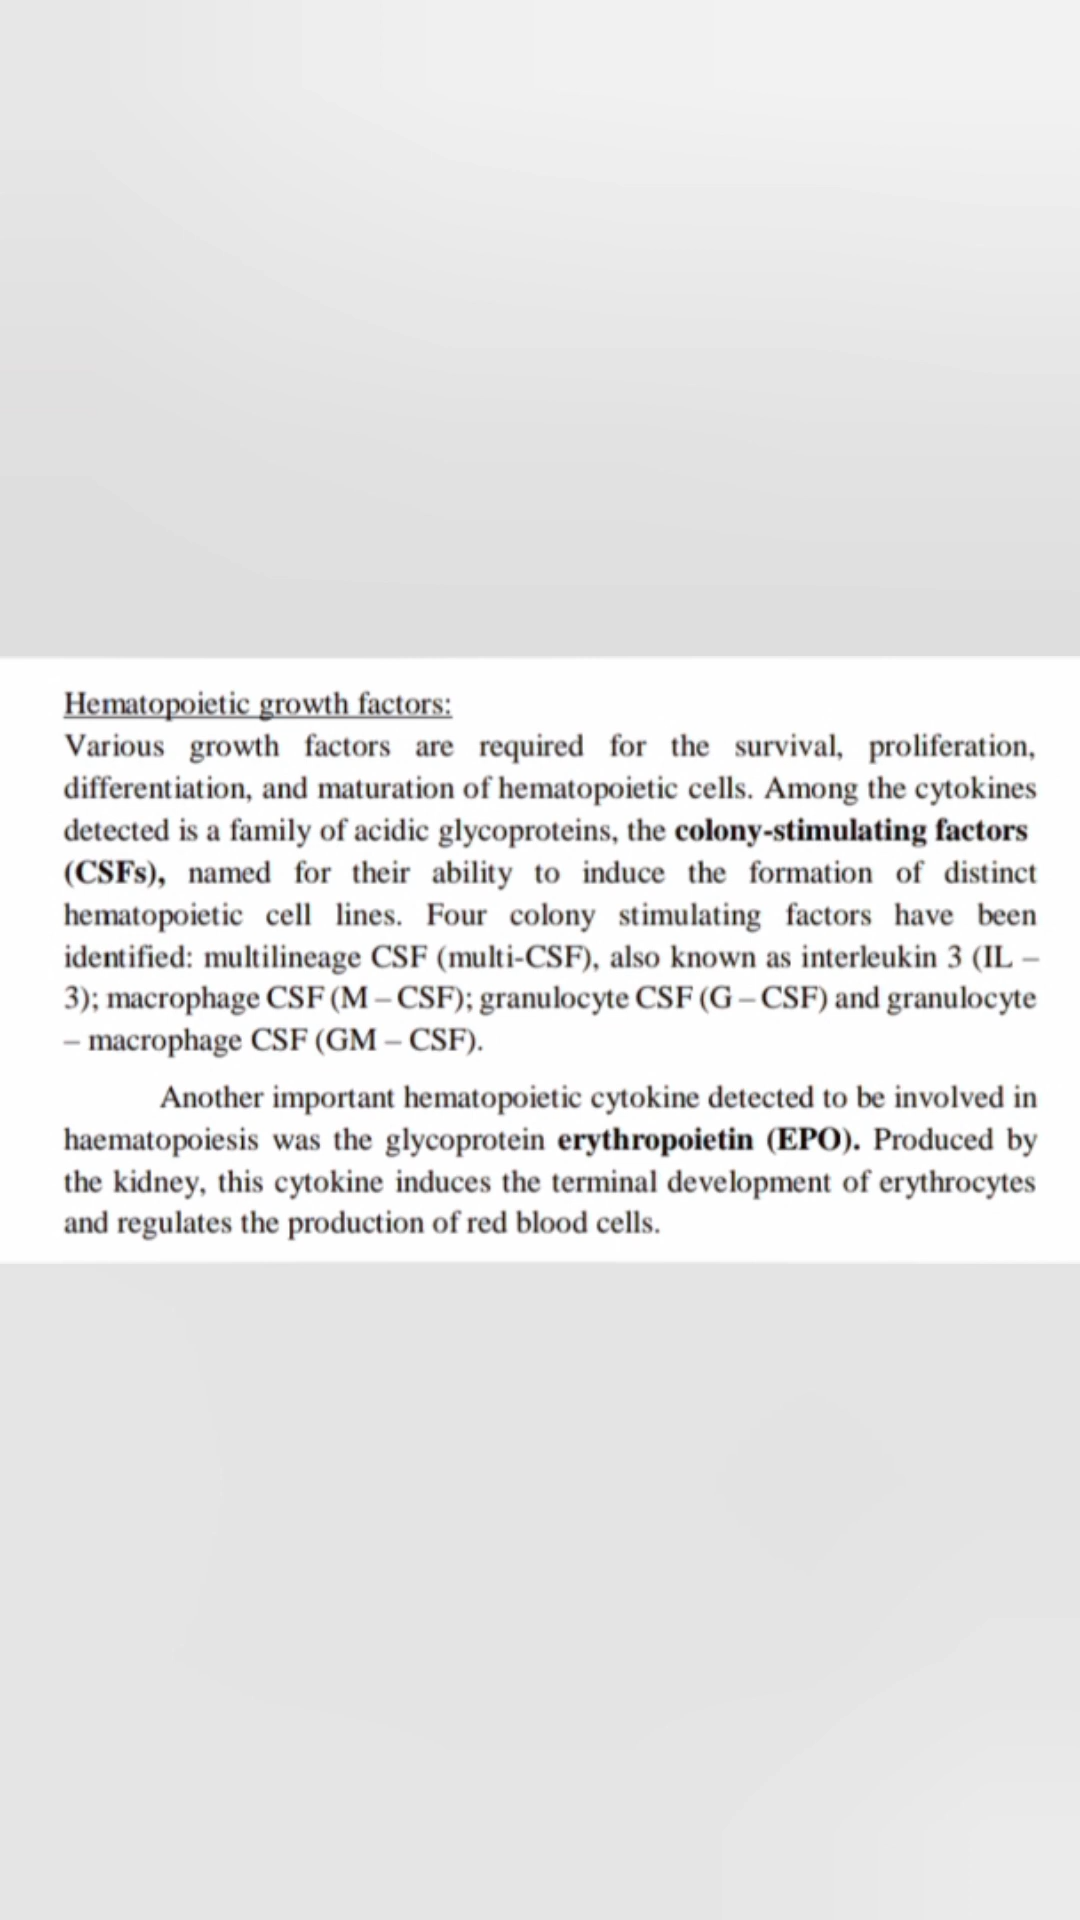 Hematopoietic growth factors:
Various growth factors are required for the survival, proliferation,
differentiation, and maturation of hematopoietic cells. Among the cytokines
detected is a family of acidic glycoproteins, the colony-stimulating factors
(CSFs), named for their ability to induce the formation of distinct
hematopoietic cell lines. Four colony stimulating factors have been
identified: multilineage CSF (multi-CSF), also known as interleukin 3 (IL –
3); macrophage CSF (M – CSF); granulocyte CSF (G – CSF) and granulocyte
– macrophage CSF (GM – CSF).
Another important hematopoietic cytokine detected to be involved in
haematopoiesis was the glycoprotein erythropoietin (EPO). Produced by
the kidney, this cytokine induces the terminal development of erythrocytes
and regulates the production of red blood cells.